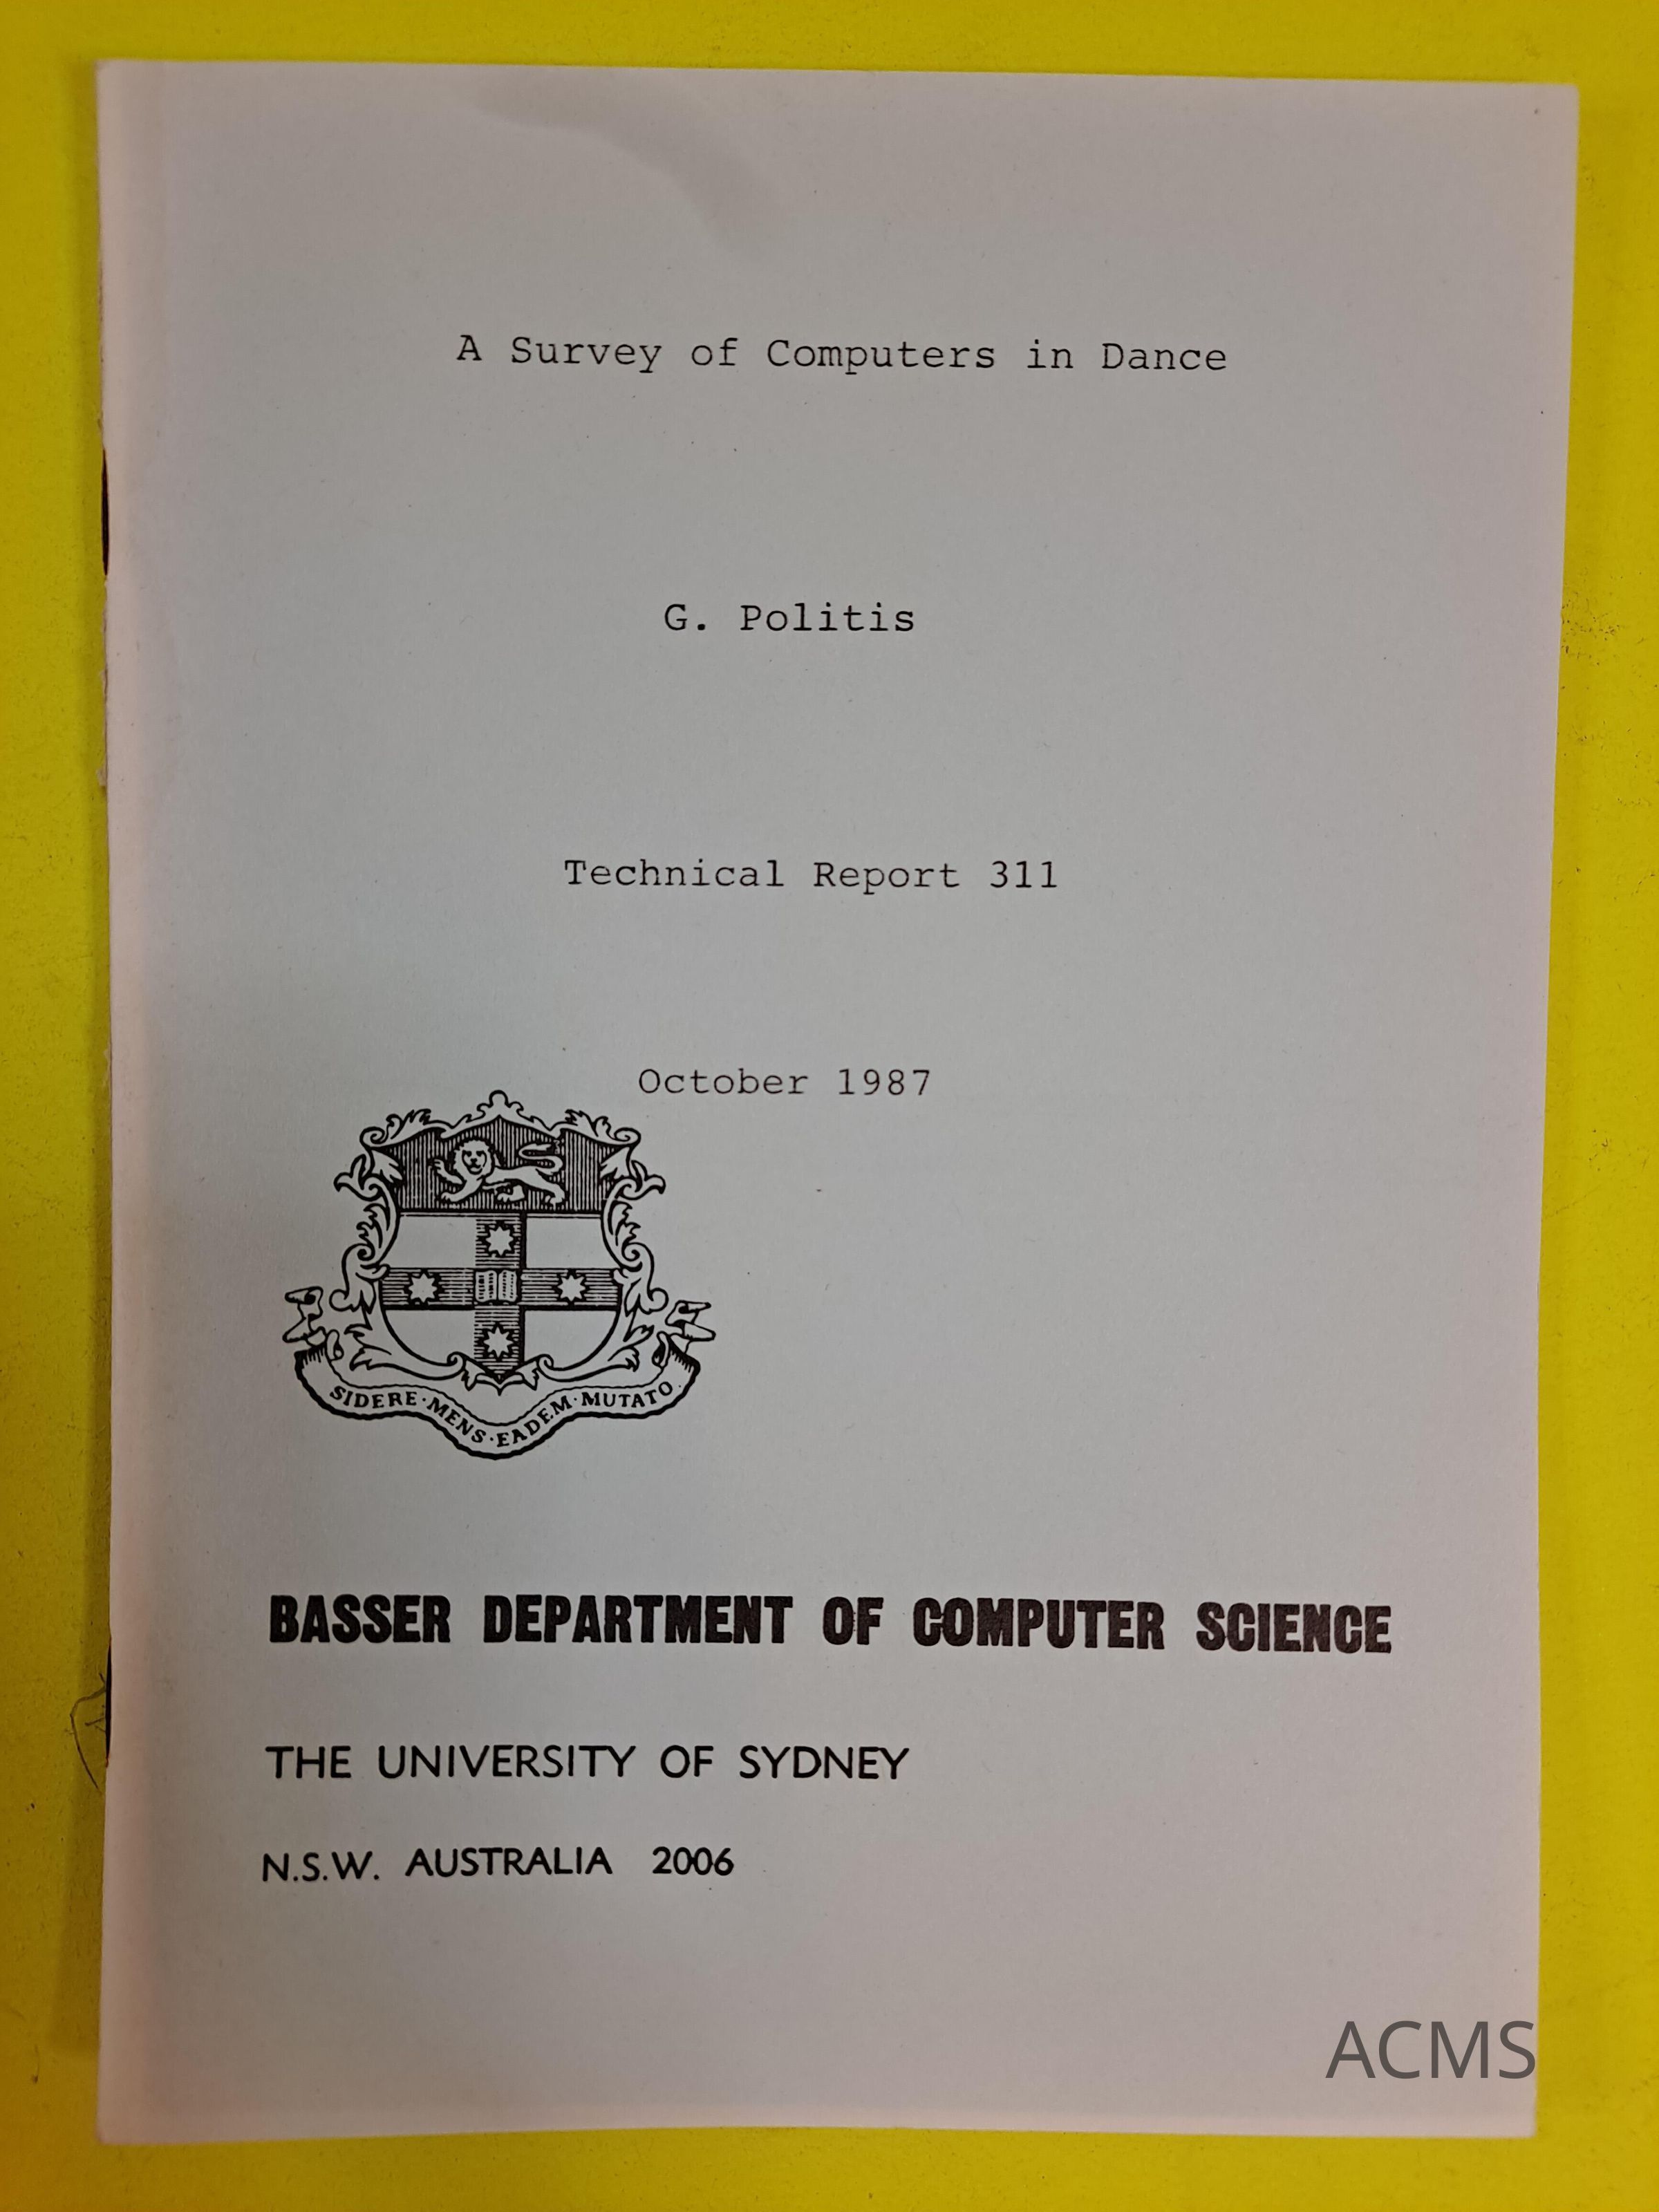 A Survey of Computers in Dance
G. Politis
Technical Report 311
October 1987
SIDERE·MENS·EADEM·MUTATO
BASSER DEPARTMENT OF COMPUTER SCIENCE
THE UNIVERSITY OF SYDNEY
N.S.W. AUSTRALIA 2006
ACMS